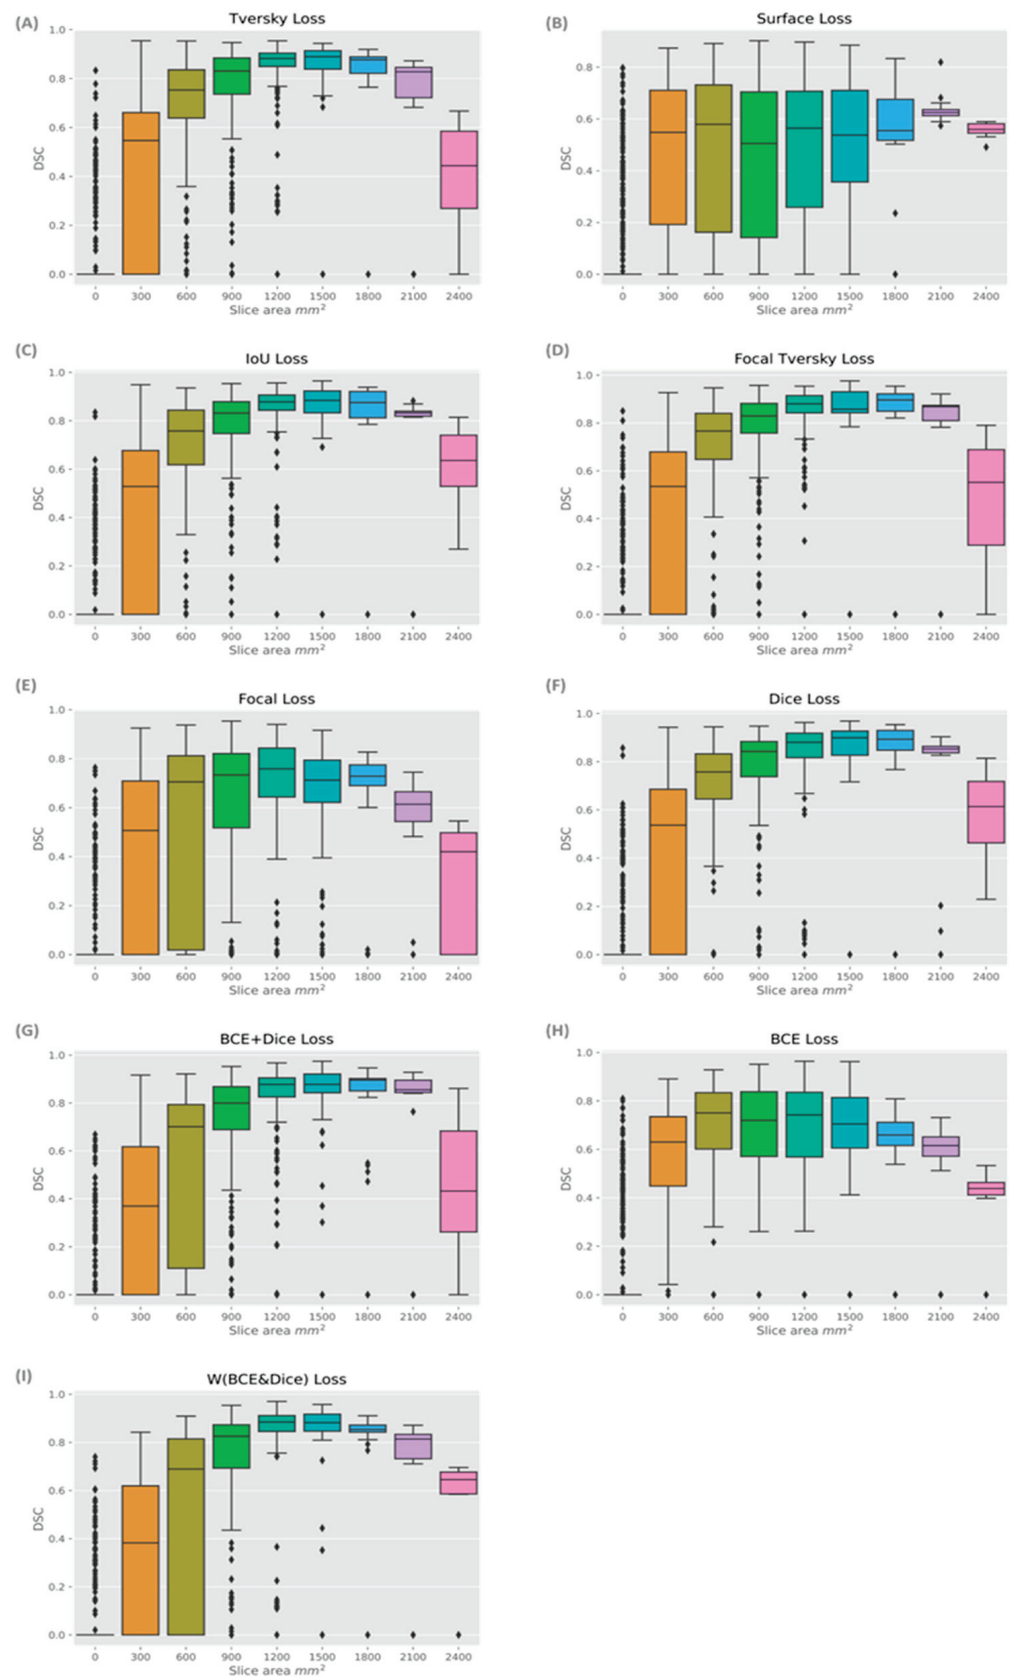 (A)
Tversky Loss
DSC
1.0
0.8
0.6
0.4
0.2
0.0
0 300 600 900 1200 1500 1800 2100 2400
Slice area mm²
(B)
Surface Loss
DSC
0.8
0.6
0.4
0.2
0.0
0 300 600 900 1200 1500 1800 2100 2400
Slice area mm²
(C)
IoU Loss
DSC
1.0
0.8
0.6
0.4
0.2
0.0
0 300 600 900 1200 1500 1800 2100 2400
Slice area mm²
(D)
Focal Tversky Loss
DSC
1.0
0.8
0.6
0.4
0.2
0.0
0 300 600 900 1200 1500 1800 2100 2400
Slice area mm²
(E)
Focal Loss
DSC
1.0
0.8
0.6
0.4
0.2
0.0
0 300 600 900 1200 1500 1800 2100 2400
Slice area mm²
(F)
Dice Loss
DSC
1.0
0.8
0.6
0.4
0.2
0.0
0 300 600 900 1200 1500 1800 2100 2400
Slice area mm²
(G)
BCE+Dice Loss
DSC
1.0
0.8
0.6
0.4
0.2
0.0
0 300 600 900 1200 1500 1800 2100 2400
Slice area mm²
(H)
BCE Loss
DSC
1.0
0.8
0.6
0.4
0.2
0.0
0 300 600 900 1200 1500 1800 2100 2400
Slice area mm²
(I)
W(BCE&Dice) Loss
DSC
1.0
0.8
0.6
0.4
0.2
0.0
0 300 600 900 1200 1500 1800 2100 2400
Slice area mm²